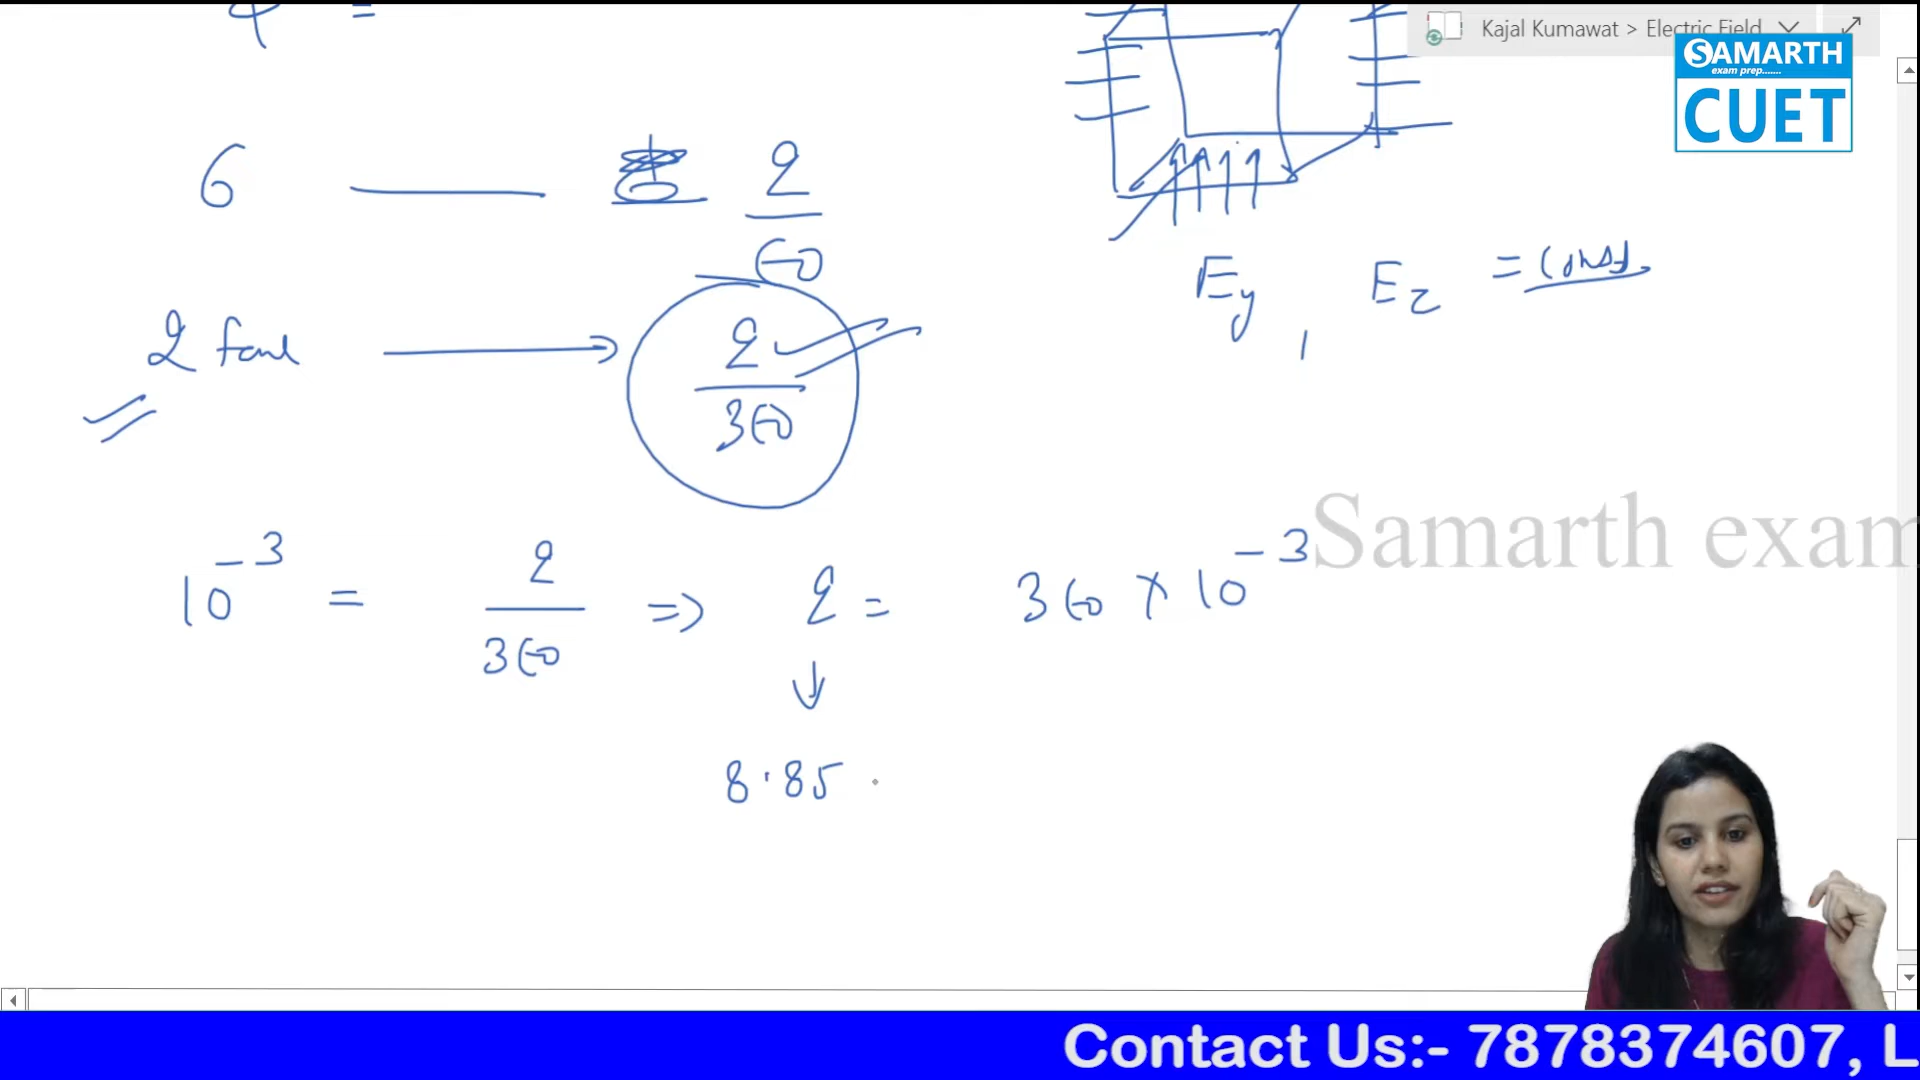 φ =
Kajal Kumawat > Electric Field
SAMARTH
exam prep......
CUET
6 —— q/ε0
Ey , Ez = const.
2 face → q/3ε0
10^-3 = q/3ε0 ⇒ q = 3ε0 × 10^-3
8.85
Samarth exam
Contact Us:- 7878374607, L